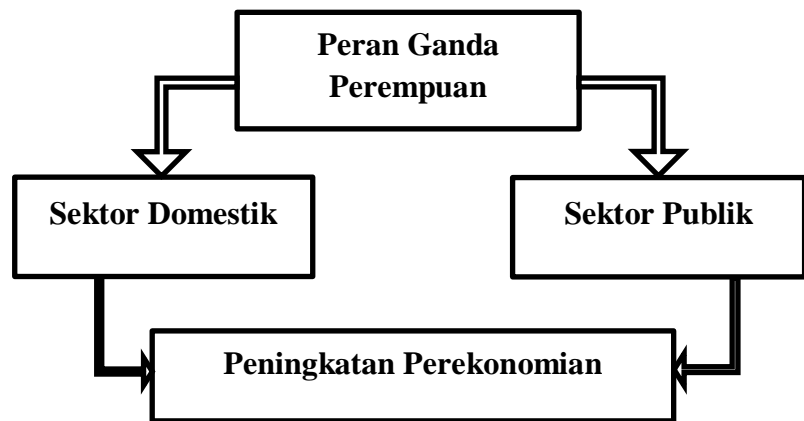 Peran Ganda
Perempuan
Sektor Domestik
Sektor Publik
Peningkatan Perekonomian